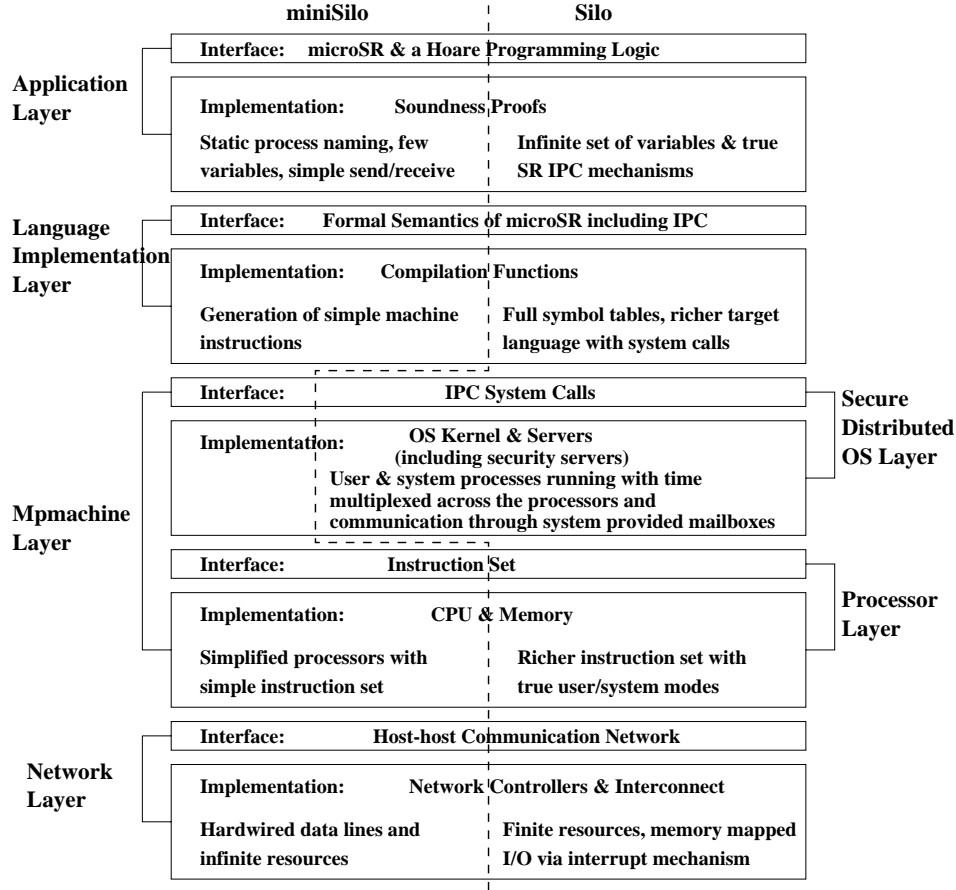 miniSilo
Silo
Interface: microSR & a Hoare Programming Logic
Application
Layer
Implementation: Soundness Proofs
Static process naming, few
variables, simple send/receive
Infinite set of variables & true
SR IPC mechanisms
Language
Implementation
Layer
Interface: Formal Semantics of microSR including IPC
Implementation: Compilation Functions
Generation of simple machine
instructions
Full symbol tables, richer target
language with system calls
Mpmachine
Layer
Interface: IPC System Calls
Implementation: OS Kernel & Servers
(including security servers)
User & system processes running with time
multiplexed across the processors and
communication through system provided mailboxes
Secure
Distributed
OS Layer
Interface: Instruction Set
Implementation: CPU & Memory
Simplified processors with
simple instruction set
Richer instruction set with
true user/system modes
Processor
Layer
Network
Layer
Interface: Host-host Communication Network
Implementation: Network Controllers & Interconnect
Hardwired data lines and
infinite resources
Finite resources, memory mapped
I/O via interrupt mechanism